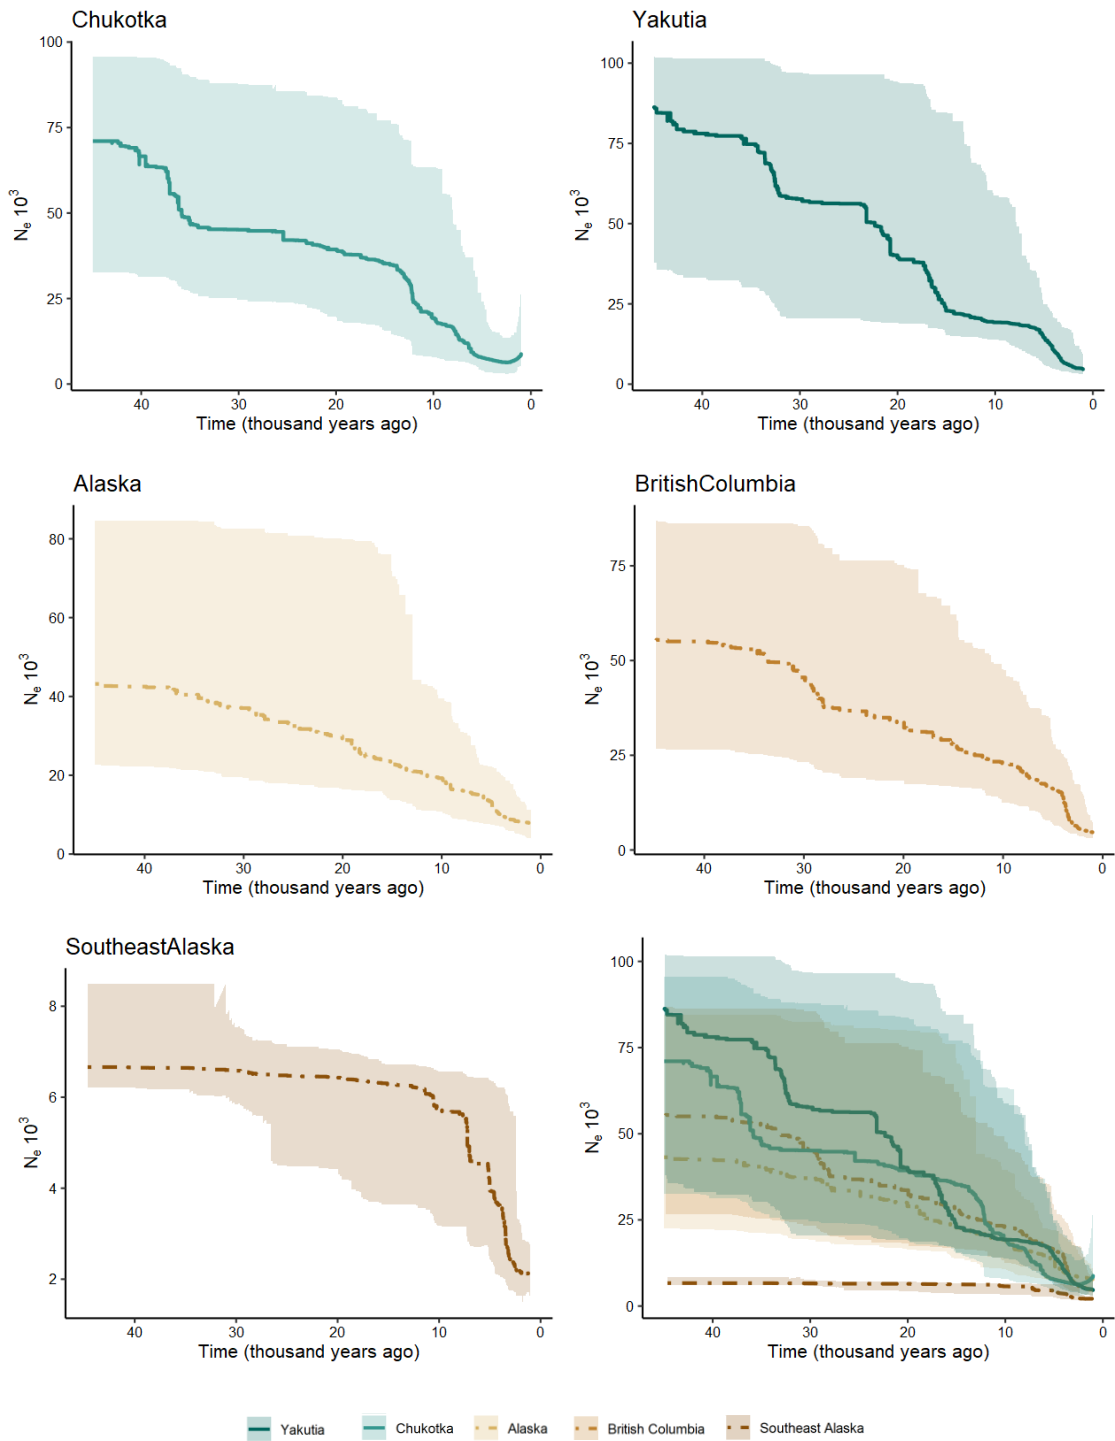 Chukotka
100
75
50
25
0
Nₑ 10³
40 30 20 10 0
Time (thousand years ago)
Yakutia
100
75
50
25
0
Nₑ 10³
40 30 20 10 0
Time (thousand years ago)
Alaska
80
60
40
20
0
Nₑ 10³
40 30 20 10 0
Time (thousand years ago)
BritishColumbia
75
50
25
0
Nₑ 10³
40 30 20 10 0
Time (thousand years ago)
SoutheastAlaska
8
6
4
2
Nₑ 10³
40 30 20 10 0
Time (thousand years ago)
100
75
50
25
0
Nₑ 10³
40 30 20 10 0
Time (thousand years ago)
Yakutia Chukotka Alaska British Columbia Southeast Alaska